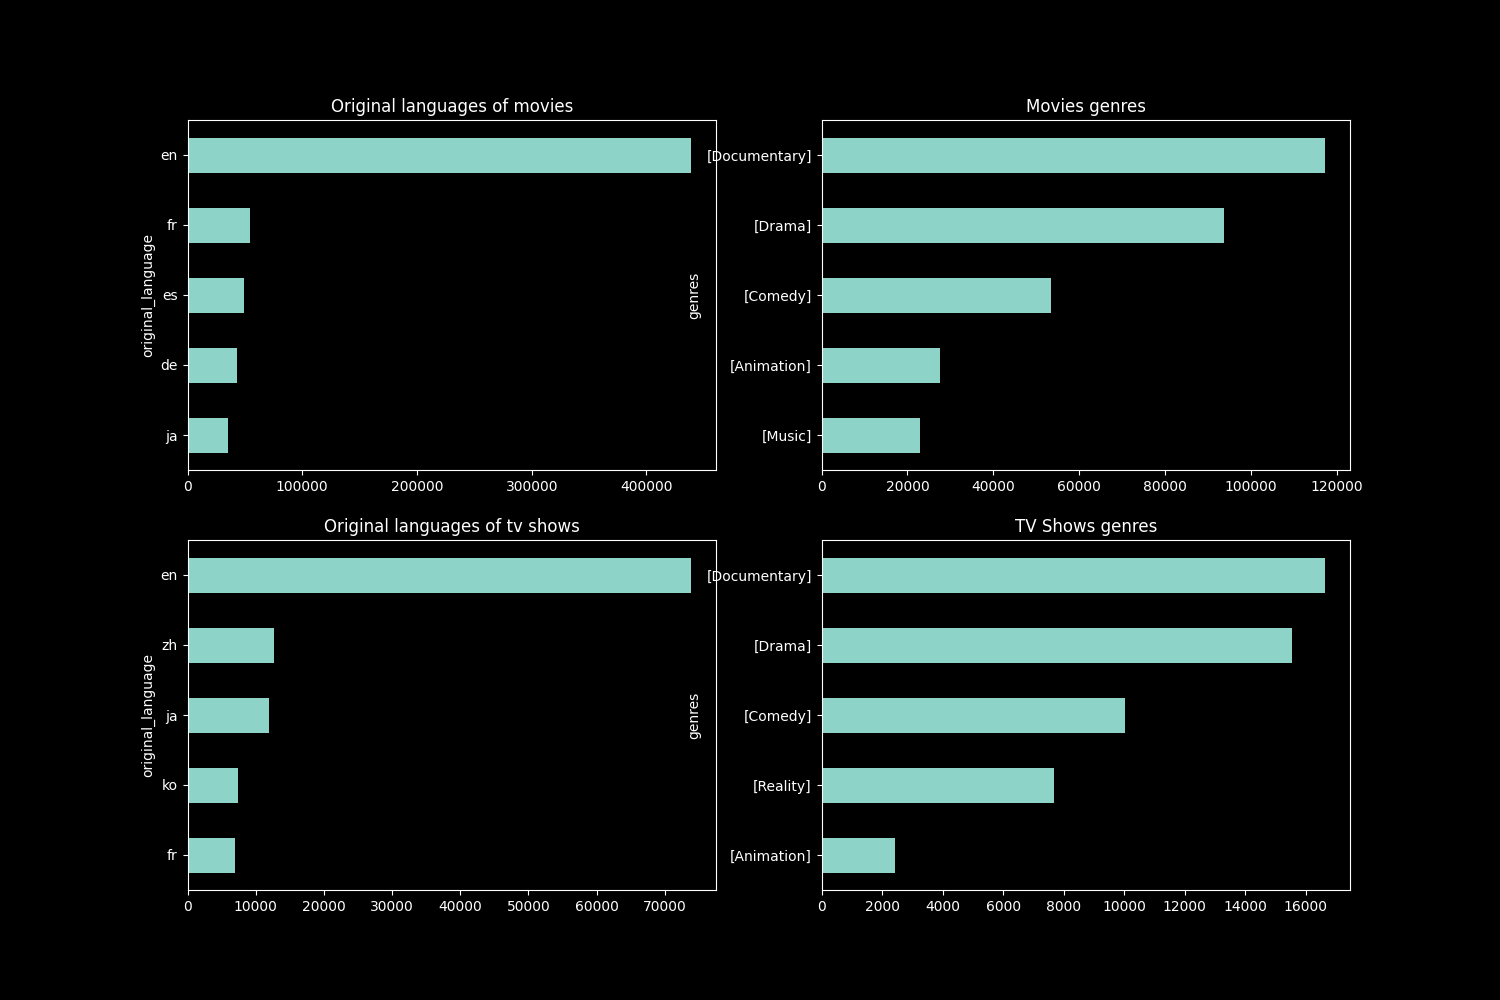 Original languages of movies
original_language
en
fr
es
de
ja
0 100000 200000 300000 400000
Movies genres
genres
[Documentary]
[Drama]
[Comedy]
[Animation]
[Music]
0 20000 40000 60000 80000 100000 120000
Original languages of tv shows
original_language
en
zh
ja
ko
fr
0 10000 20000 30000 40000 50000 60000 70000
TV Shows genres
genres
[Documentary]
[Drama]
[Comedy]
[Reality]
[Animation]
0 2000 4000 6000 8000 10000 12000 14000 16000